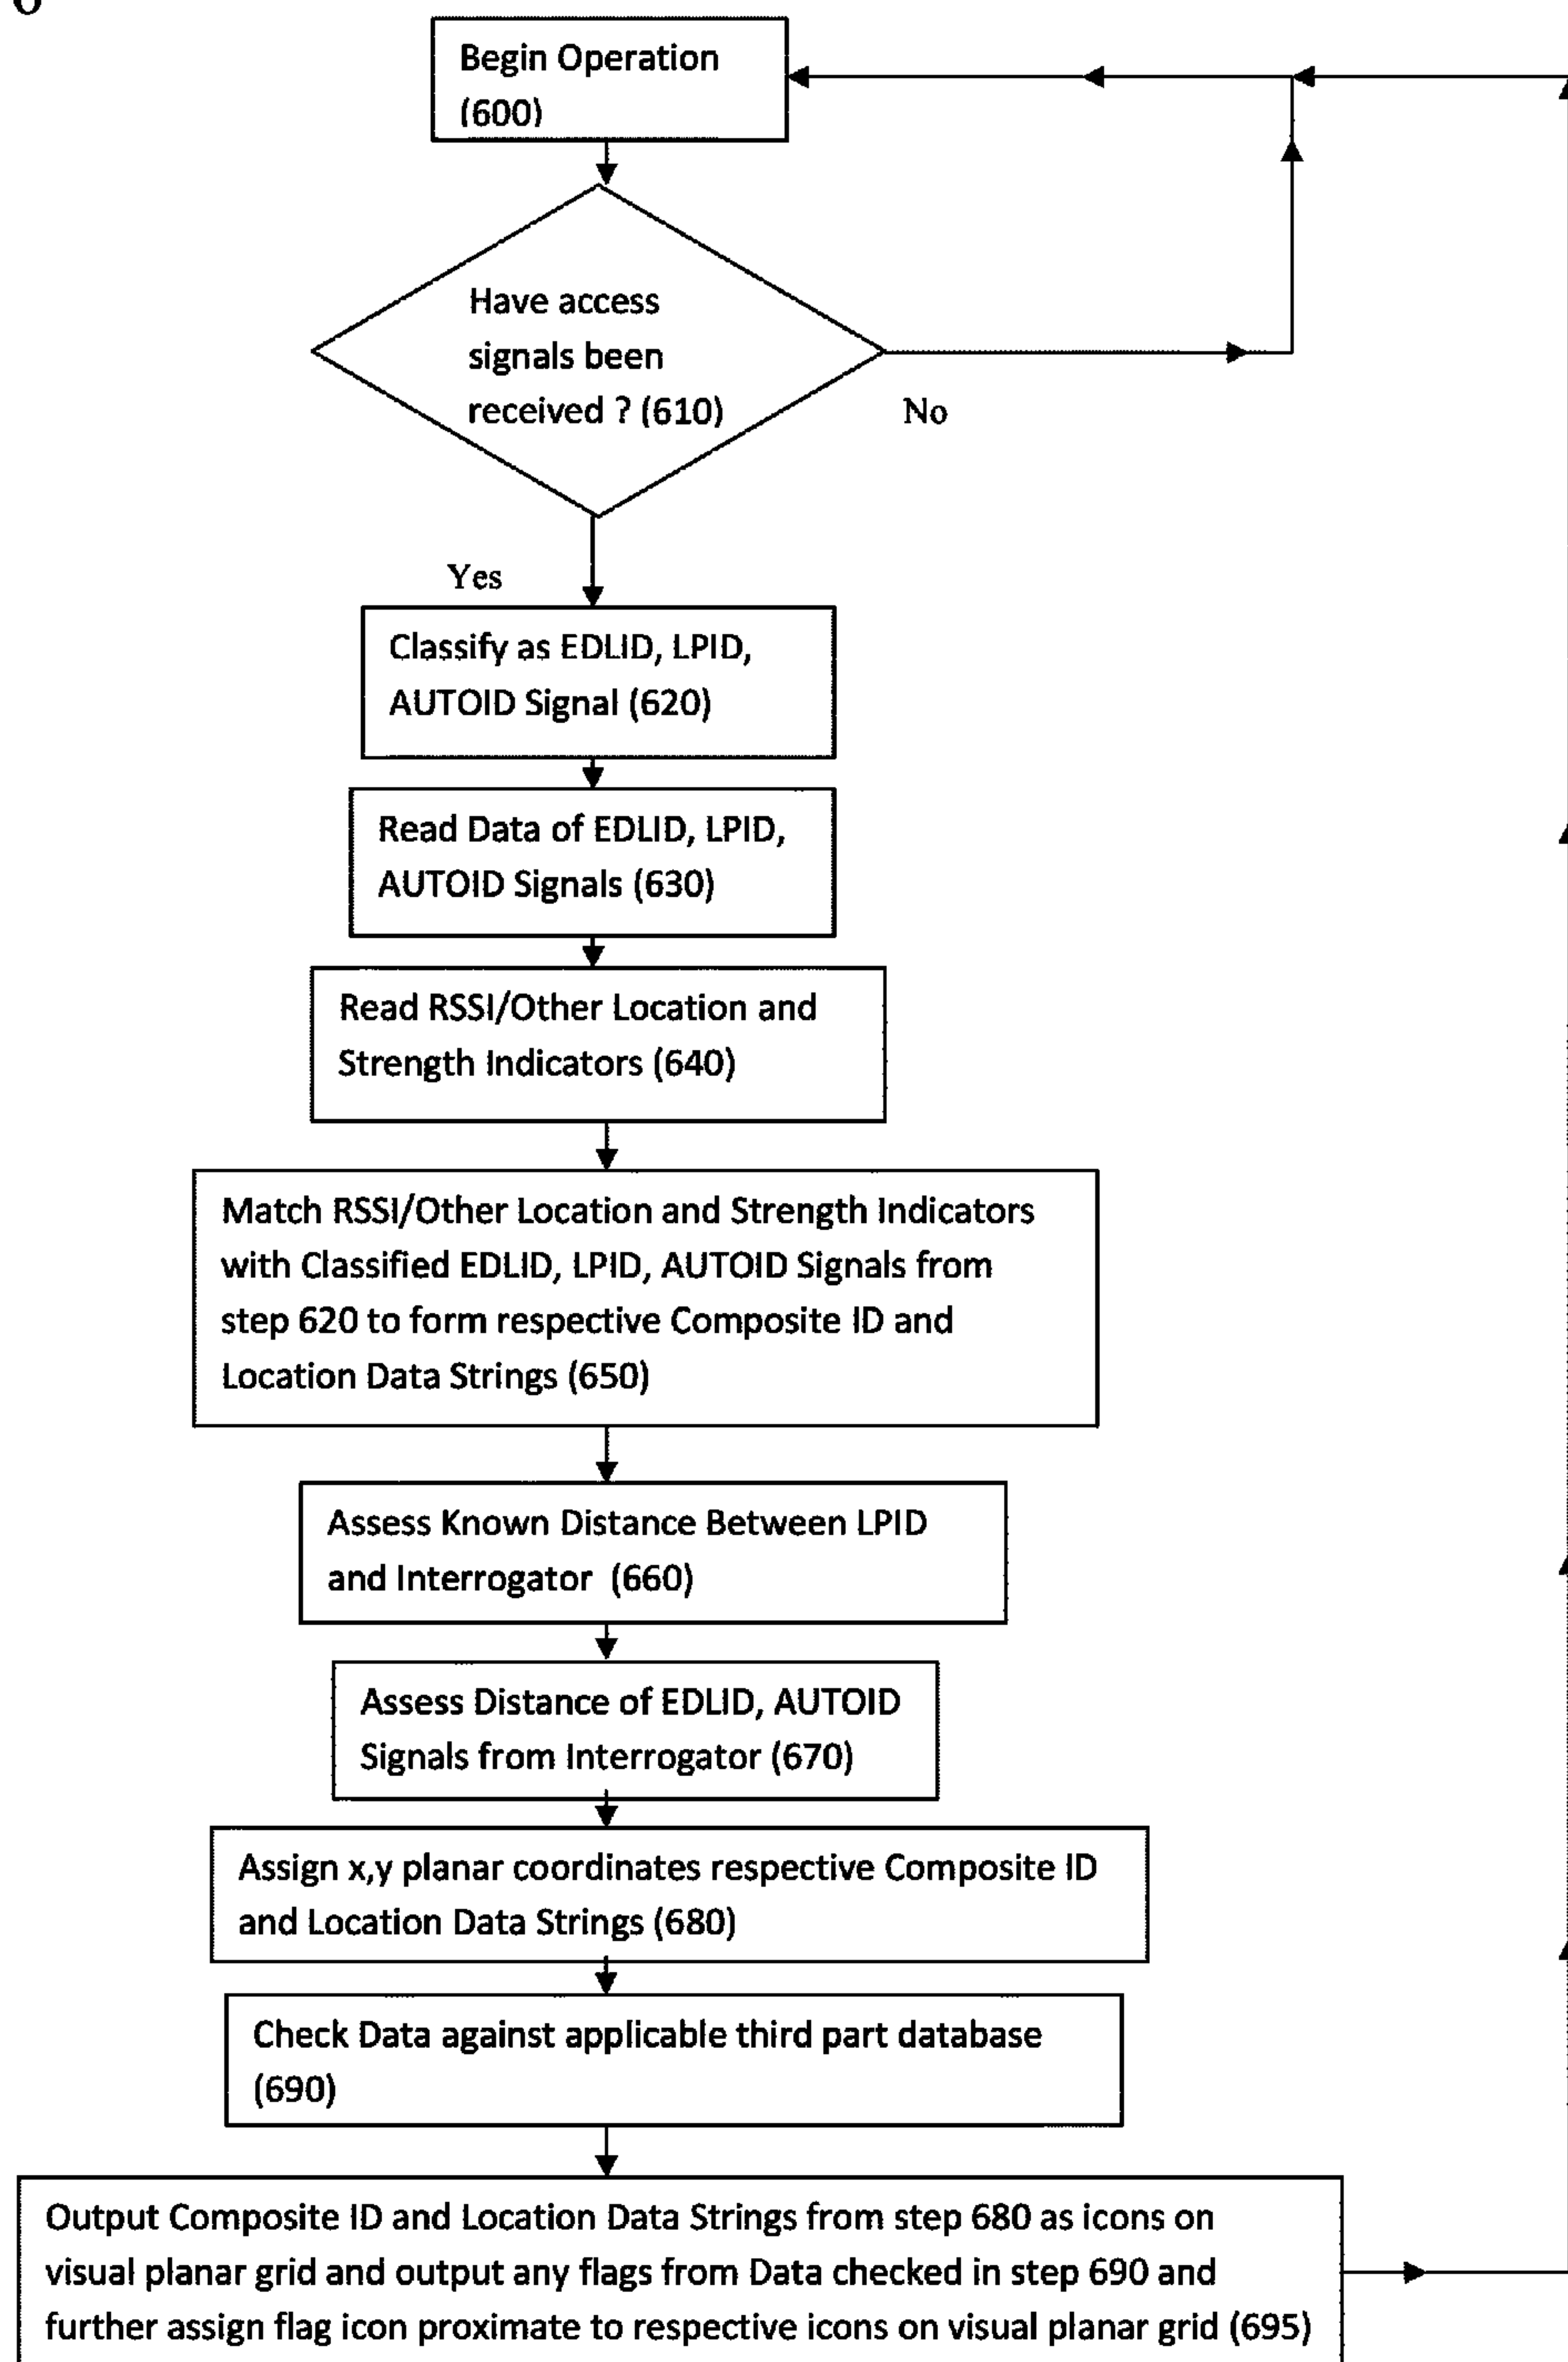 6
Begin Operation
(600)
Have access
signals been
received ? (610)
No
Yes
Classify as EDLID, LPID,
AUTOID Signal (620)
Read Data of EDLID, LPID,
AUTOID Signals (630)
Read RSSI/Other Location and
Strength Indicators (640)
Match RSSI/Other Location and Strength Indicators
with Classified EDLID, LPID, AUTOID Signals from
step 620 to form respective Composite ID and
Location Data Strings (650)
Assess Known Distance Between LPID
and Interrogator (660)
Assess Distance of EDLID, AUTOID
Signals from Interrogator (670)
Assign x,y planar coordinates respective Composite ID
and Location Data Strings (680)
Check Data against applicable third part database
(690)
Output Composite ID and Location Data Strings from step 680 as icons on
visual planar grid and output any flags from Data checked in step 690 and
further assign flag icon proximate to respective icons on visual planar grid (695)